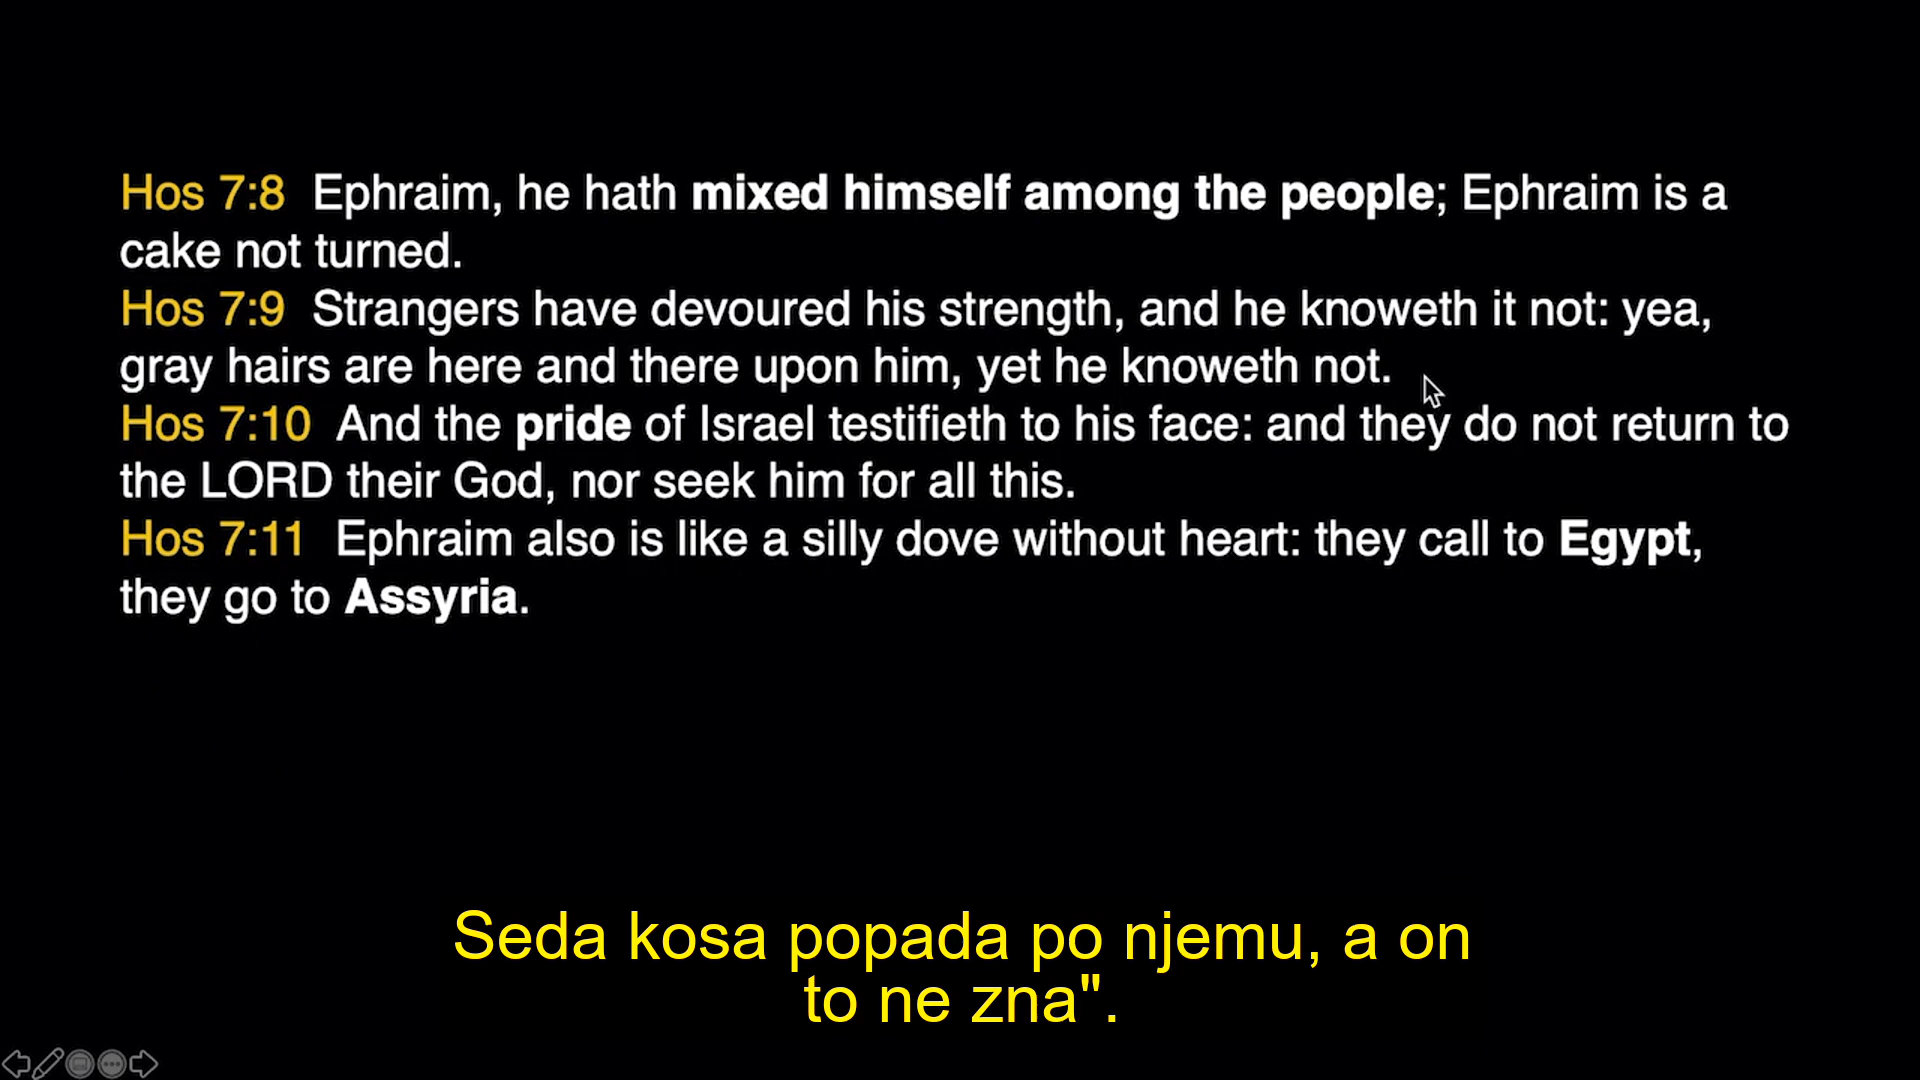 Hos 7:8 Ephraim, he hath mixed himself among the people; Ephraim is a
cake not turned.
Hos 7:9 Strangers have devoured his strength, and he knoweth it not: yea,
gray hairs are here and there upon him, yet he knoweth not.
Hos 7:10 And the pride of Israel testifieth to his face: and they do not return to
the LORD their God, nor seek him for all this.
Hos 7:11 Ephraim also is like a silly dove without heart: they call to Egypt,
they go to Assyria.
Seda kosa popada po njemu, a on
to ne zna".